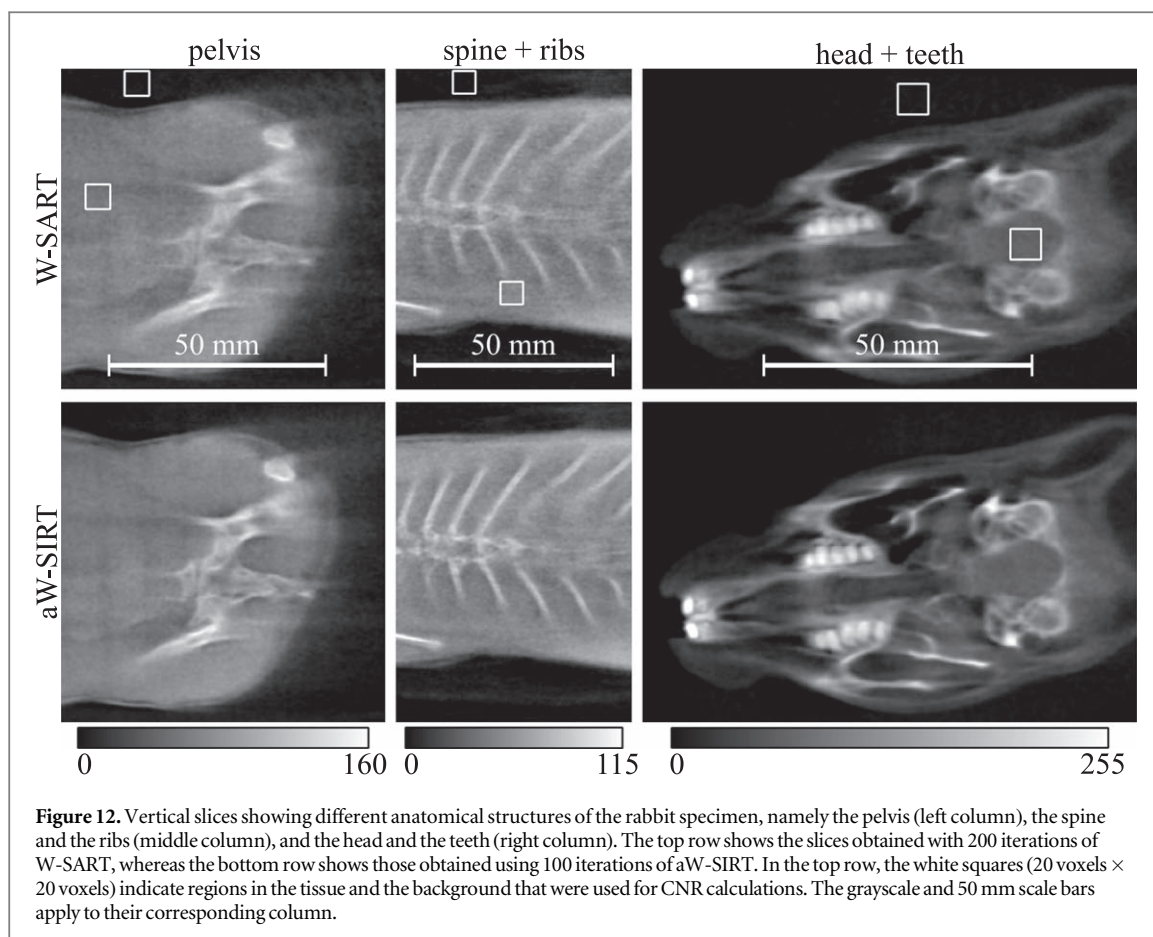 pelvis
spine + ribs
head + teeth
W-SART
50 mm
50 mm
50 mm
aW-SIRT
0
160
0
115
0
255
Figure 12. Vertical slices showing different anatomical structures of the rabbit specimen, namely the pelvis (left column), the spine
and the ribs (middle column), and the head and the teeth (right column). The top row shows the slices obtained with 200 iterations of
W-SART, whereas the bottom row shows those obtained using 100 iterations of aW-SIRT. In the top row, the white squares (20 voxels ×
20 voxels) indicate regions in the tissue and the background that were used for CNR calculations. The grayscale and 50 mm scale bars
apply to their corresponding column.